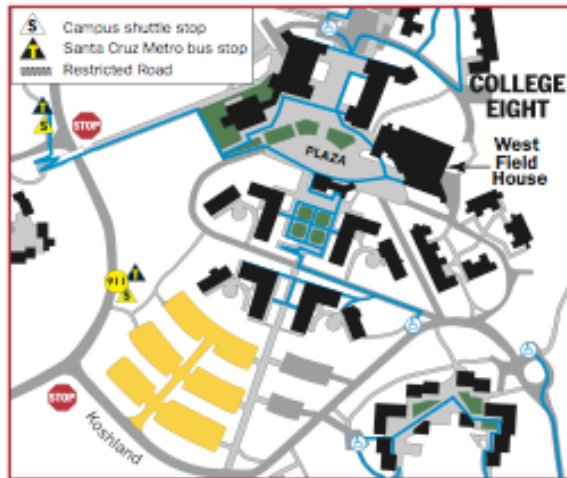 S Campus shuttle stop
T Santa Cruz Metro bus stop
Restricted Road
COLLEGE
EIGHT
West
Field
House
PLAZA
T
S
STOP
911
T
S
STOP
Koshland